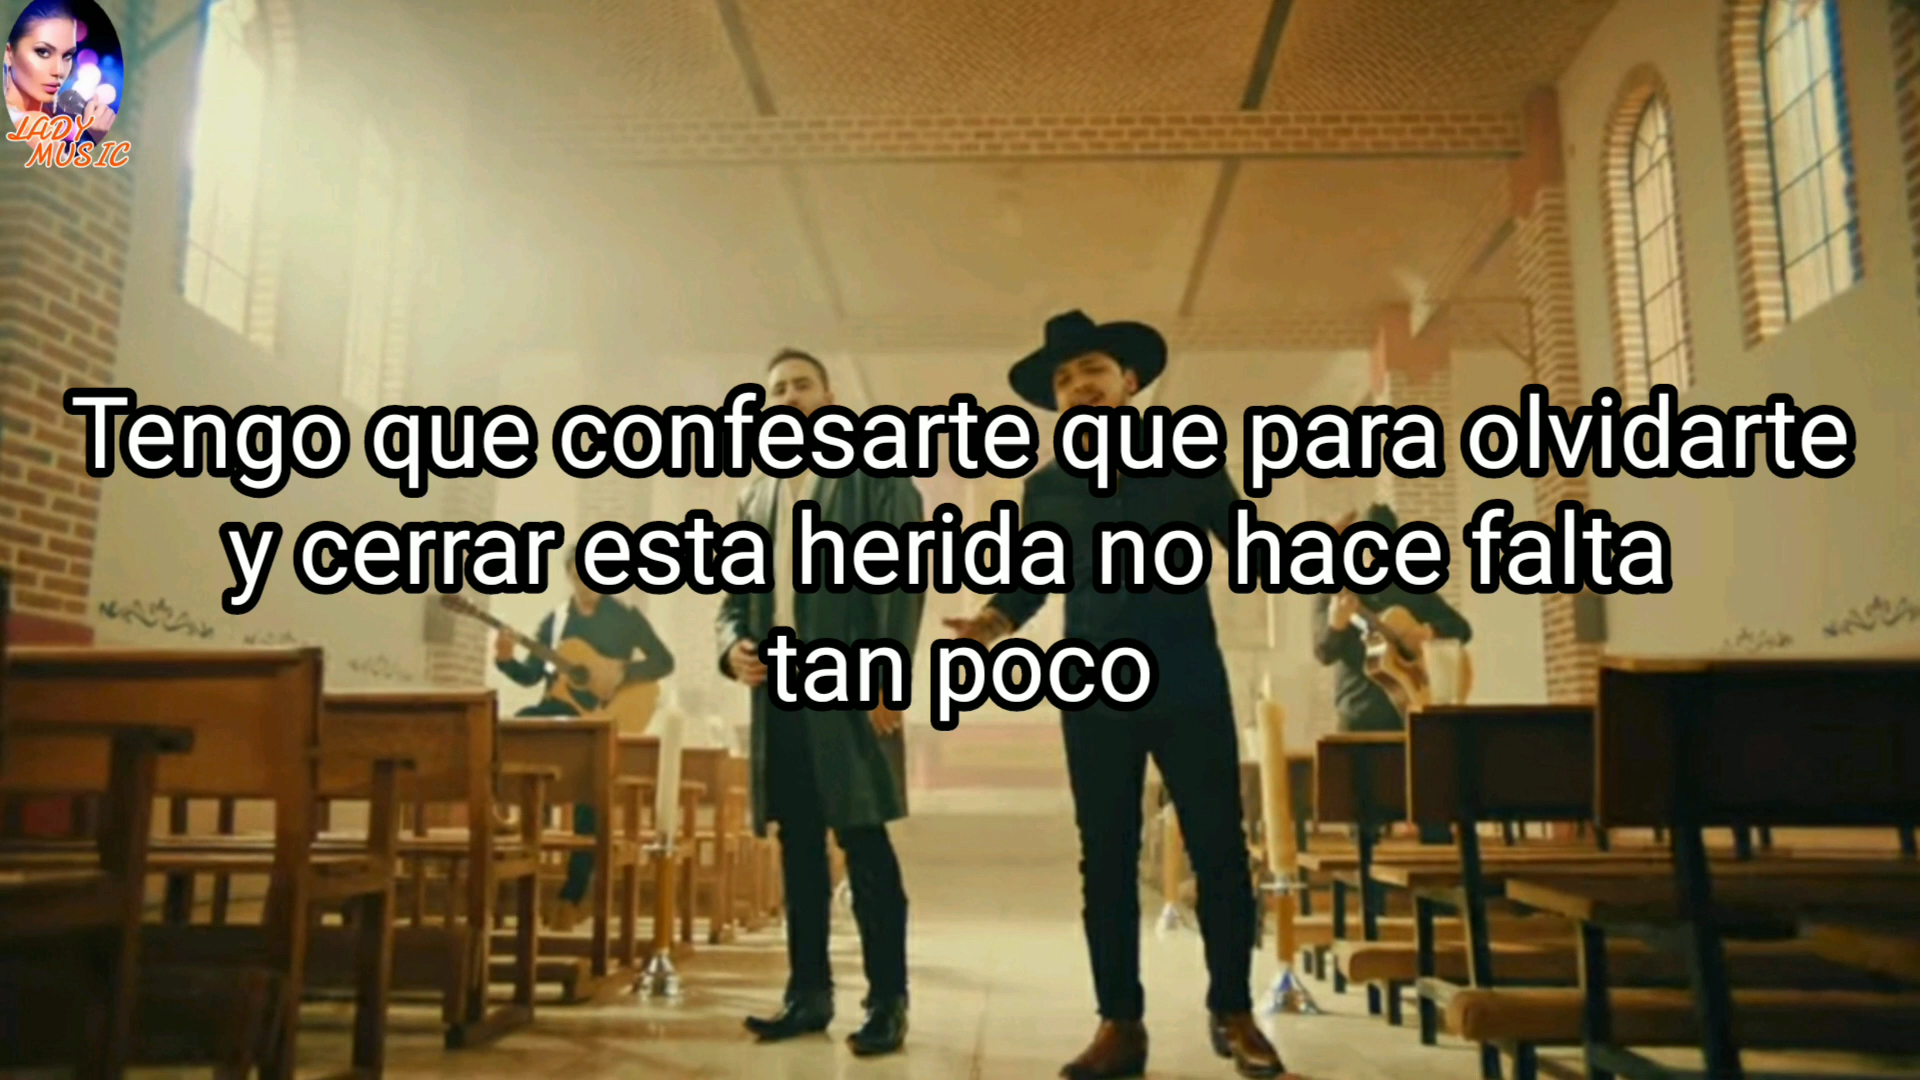 LADY
MUSIC
Tengo que confesarte que para olvidarte
y cerrar esta herida no hace falta
tan poco